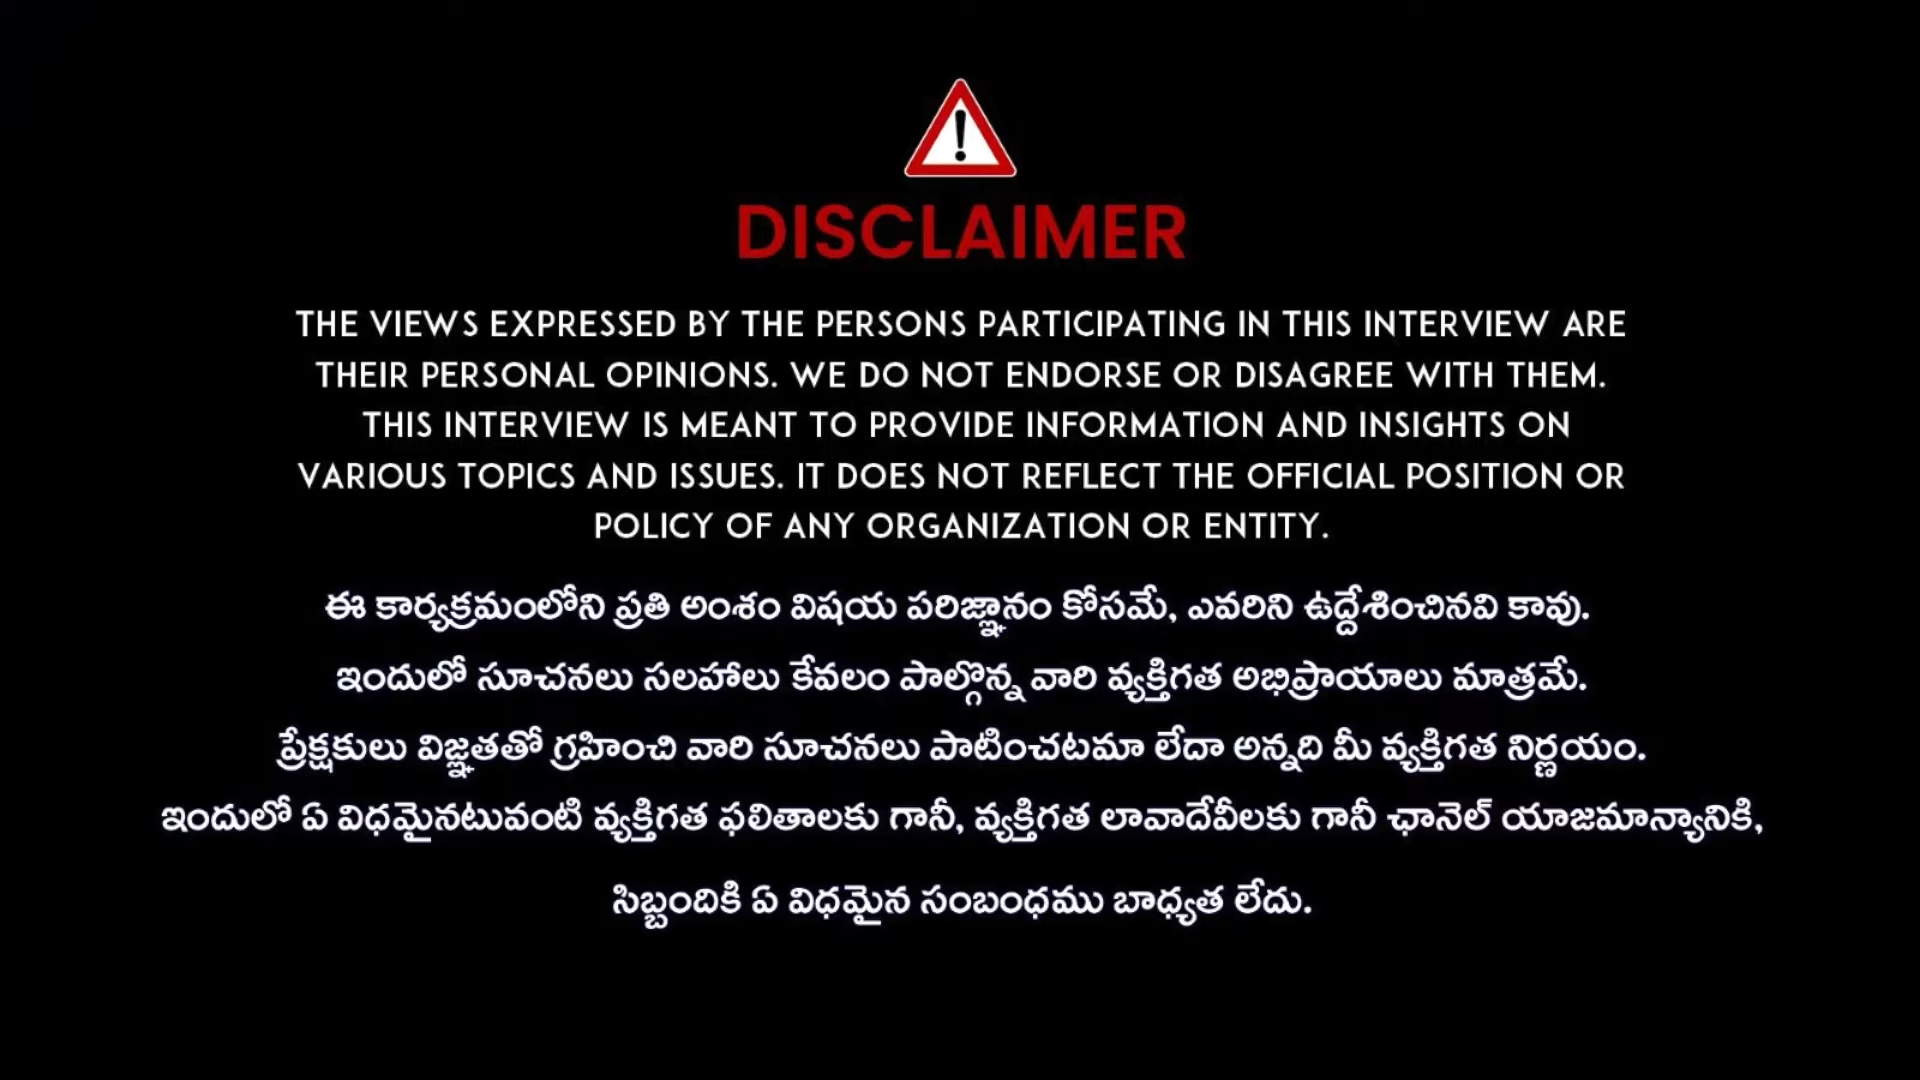 DISCLAIMER
THE VIEWS EXPRESSED BY THE PERSONS PARTICIPATING IN THIS INTERVIEW ARE
THEIR PERSONAL OPINIONS. WE DO NOT ENDORSE OR DISAGREE WITH THEM.
THIS INTERVIEW IS MEANT TO PROVIDE INFORMATION AND INSIGHTS ON
VARIOUS TOPICS AND ISSUES. IT DOES NOT REFLECT THE OFFICIAL POSITION OR
POLICY OF ANY ORGANIZATION OR ENTITY.
ఈ కార్యక్రమంలోని ప్రతి అంశం విషయ పరిజ్ఞానం కోసమే, ఎవరిని ఉద్దేశించినవి కావు.
ఇందులో సూచనలు సలహాలు కేవలం పాల్గొన్న వారి వ్యక్తిగత అభిప్రాయాలు మాత్రమే.
ప్రేక్షకులు విజ్ఞతతో గ్రహించి వారి సూచనలు పాటించటమా లేదా అన్నది మీ వ్యక్తిగత నిర్ణయం.
ఇందులో ఏ విధమైనటువంటి వ్యక్తిగత ఫలితాలకు గానీ, వ్యక్తిగత లావాదేవీలకు గానీ ఛానెల్ యాజమాన్యానికి,
సిబ్బందికి ఏ విధమైన సంబంధము బాధ్యత లేదు.